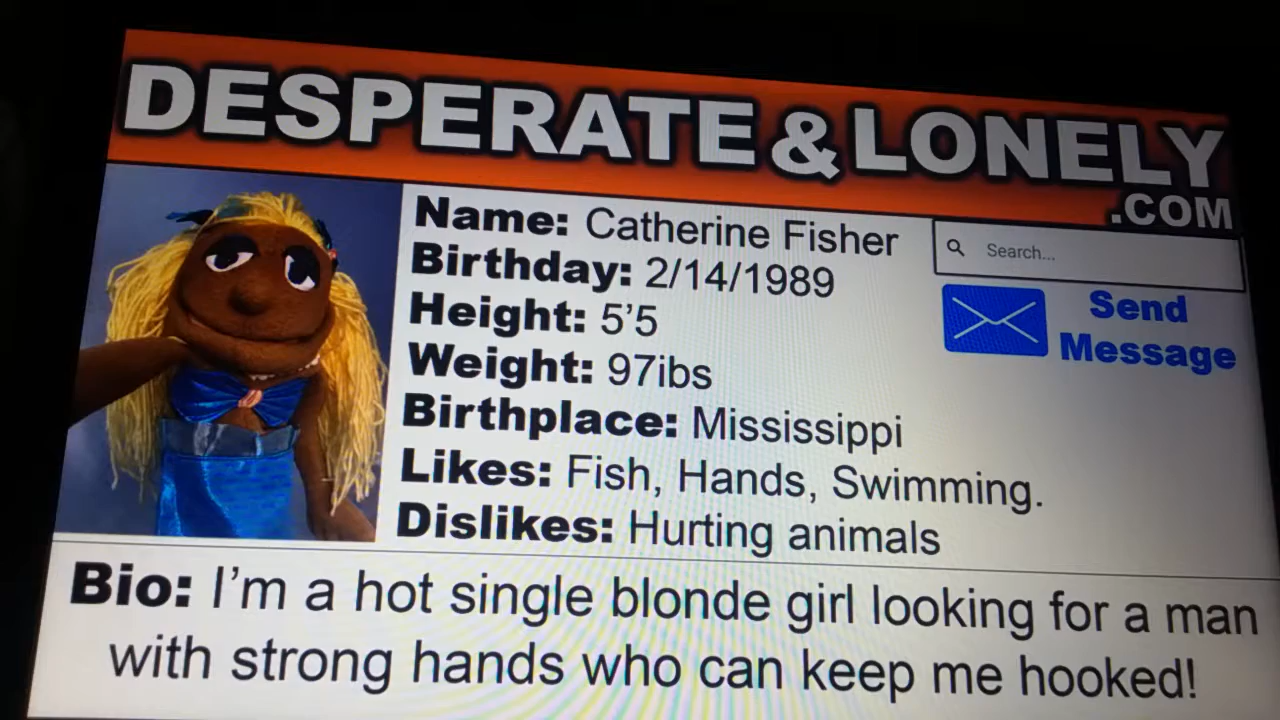 DESPERATE & LONELY
.COM
Name: Catherine Fisher
Search...
Birthday: 2/14/1989
Send
Message
Height: 5'5
Weight: 97ibs
Birthplace: Mississippi
Likes: Fish, Hands, Swimming.
Dislikes: Hurting animals
Bio: I'm a hot single blonde girl looking for a man
with strong hands who can keep me hooked!